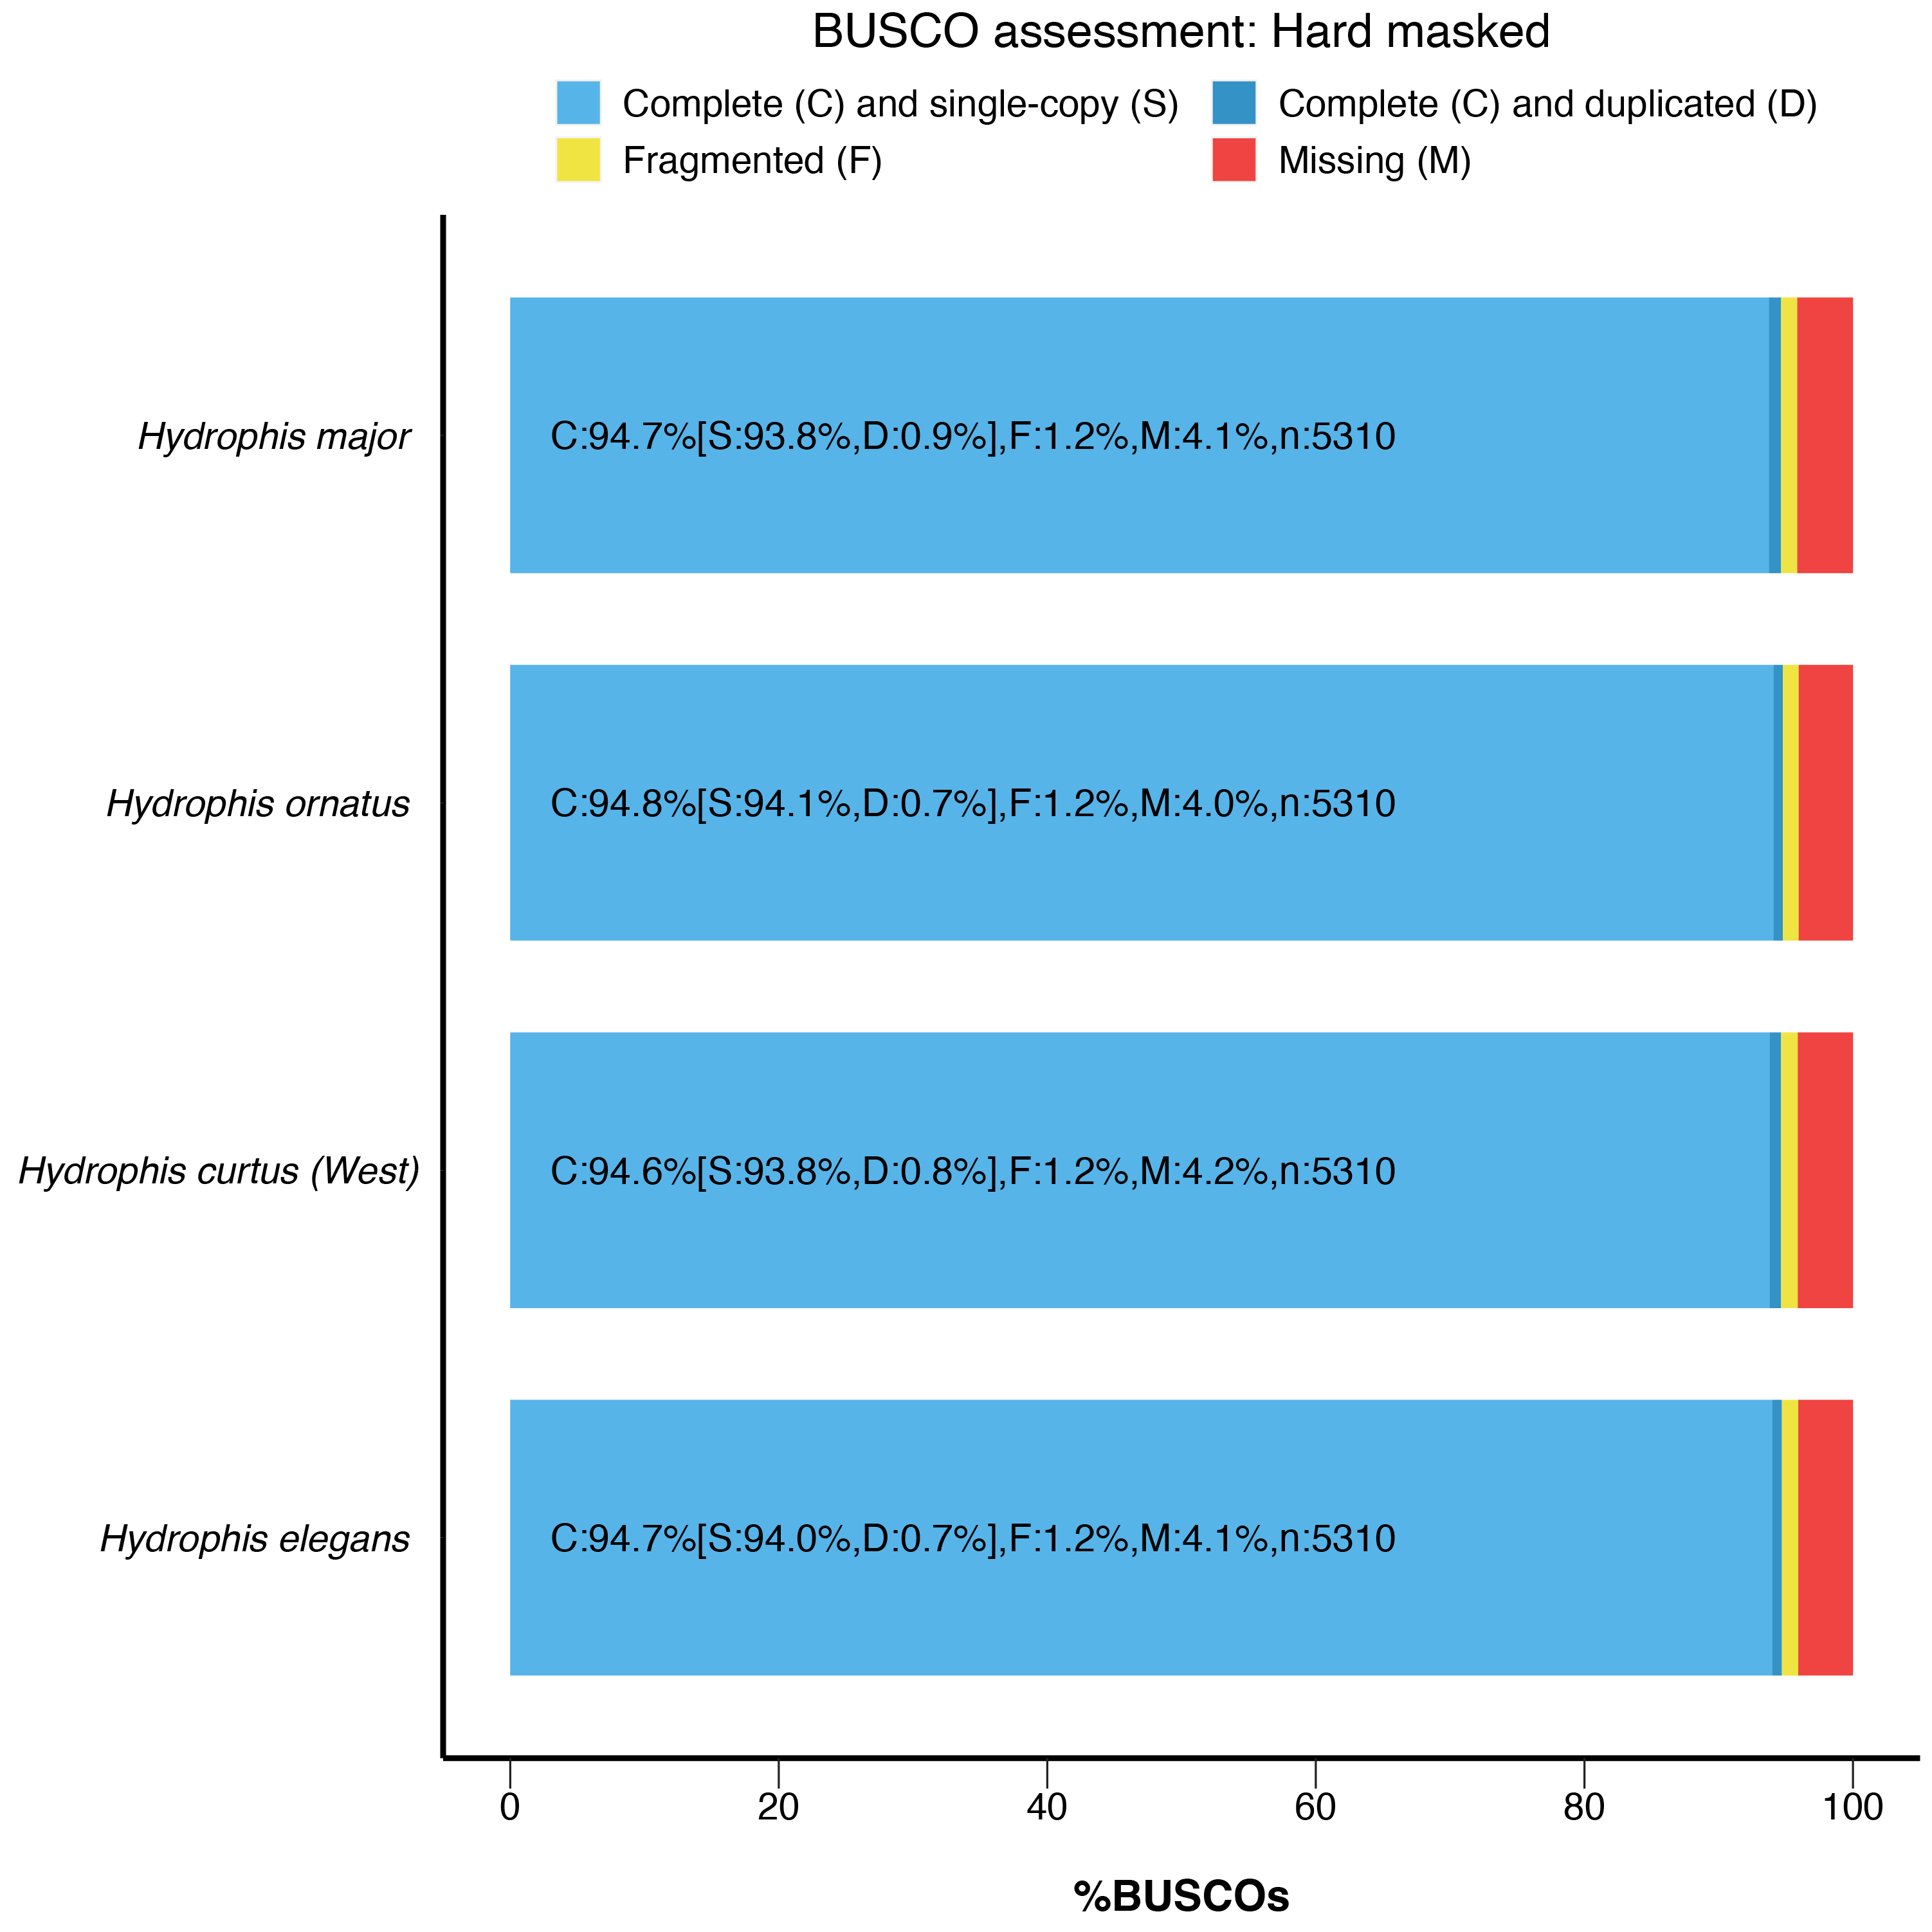 BUSCO assessment: Hard masked
Complete (C) and single-copy (S)
Complete (C) and duplicated (D)
Fragmented (F)
Missing (M)
Hydrophis major
C:94.7%[S:93.8%,D:0.9%],F:1.2%,M:4.1%,n:5310
Hydrophis ornatus
C:94.8%[S:94.1%,D:0.7%],F:1.2%,M:4.0%,n:5310
Hydrophis curtus (West)
C:94.6%[S:93.8%,D:0.8%],F:1.2%,M:4.2%,n:5310
Hydrophis elegans
C:94.7%[S:94.0%,D:0.7%],F:1.2%,M:4.1%,n:5310
0 20 40 60 80 100
%BUSCOs